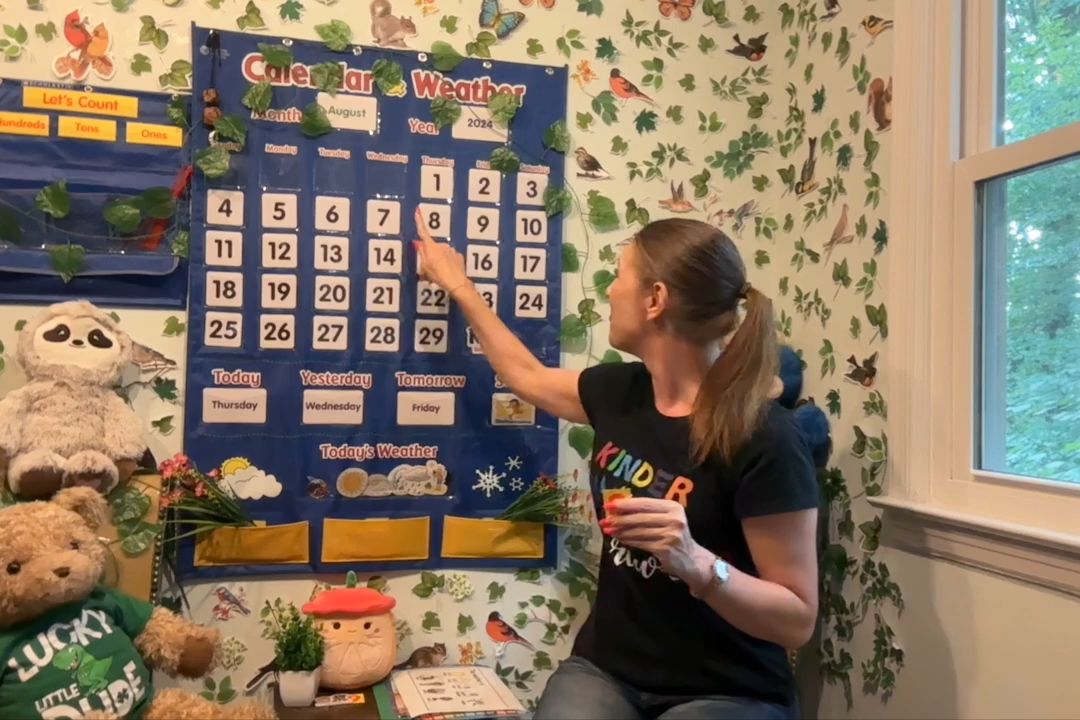 SCHOLASTIC
Let's Count
Hundreds Tens Ones
Calendar & Weather
Month August
Year 2024
Monday Tuesday Wednesday Thursday
1 2 3
4 5 6 7 8 9 10
11 12 13 14 16 17
18 19 20 21 22 24
25 26 27 28 29
Today Yesterday Tomorrow
Thursday Wednesday Friday
Today's Weather
KINDER
LUCKY
LITTLE
DUDE